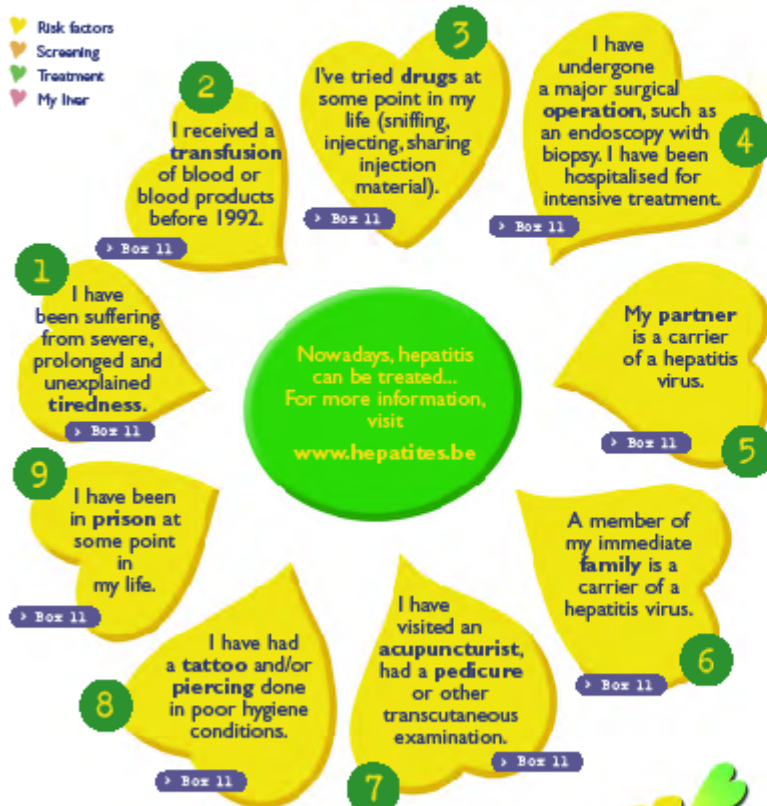 Risk factors
Screening
Treatment
My liver
1
I have
been suffering
from severe,
prolonged and
unexplained
tiredness.
> Box 11
2
I received a
transfusion
of blood or
blood products
before 1992.
> Box 11
3
I've tried drugs at
some point in my
life (sniffing,
injecting, sharing
injection
material).
> Box 11
4
I have
undergone
a major surgical
operation, such as
an endoscopy with
biopsy. I have been
hospitalised for
intensive treatment.
> Box 11
5
My partner
is a carrier
of a hepatitis
virus.
> Box 11
6
A member of
my immediate
family is a
carrier of a
hepatitis virus.
> Box 11
7
I have
visited an
acupuncturist,
had a pedicure
or other
transcutaneous
examination.
> Box 11
8
I have had
a tattoo and/or
piercing done
in poor hygiene
conditions.
> Box 11
9
I have been
in prison at
some point
in
my life.
> Box 11
Nowadays, hepatitis
can be treated...
For more information,
visit
www.hepatites.be